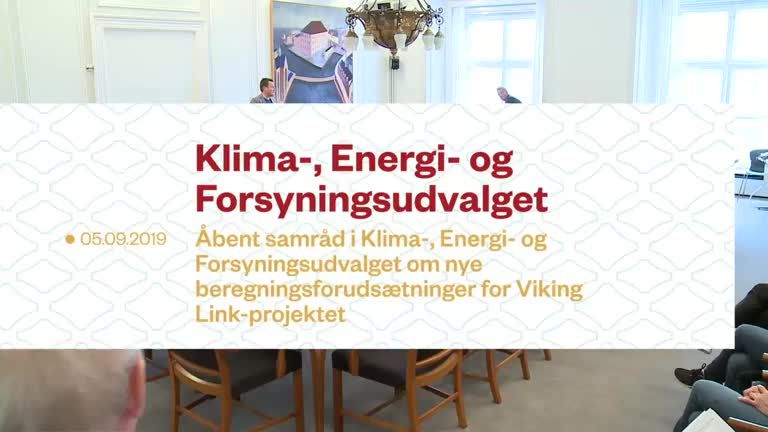 Klima-, Energi- og
Forsyningsudvalget
05.09.2019
Åbent samråd i Klima-, Energi- og
Forsyningsudvalget om nye
beregningsforudsætninger for Viking
Link-projektet